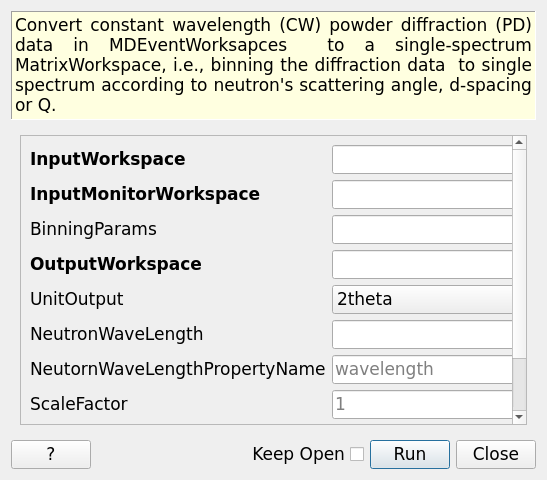 Convert constant wavelength (CW) powder diffraction (PD)
data in MDEventWorksapces to a single-spectrum
MatrixWorkspace, i.e., binning the diffraction data to single
spectrum according to neutron's scattering angle, d-spacing
or Q.
InputWorkspace
InputMonitorWorkspace
BinningParams
OutputWorkspace
UnitOutput 2theta
NeutronWaveLength
NeutornWaveLengthPropertyName wavelength
ScaleFactor 1
? Keep Open Run Close